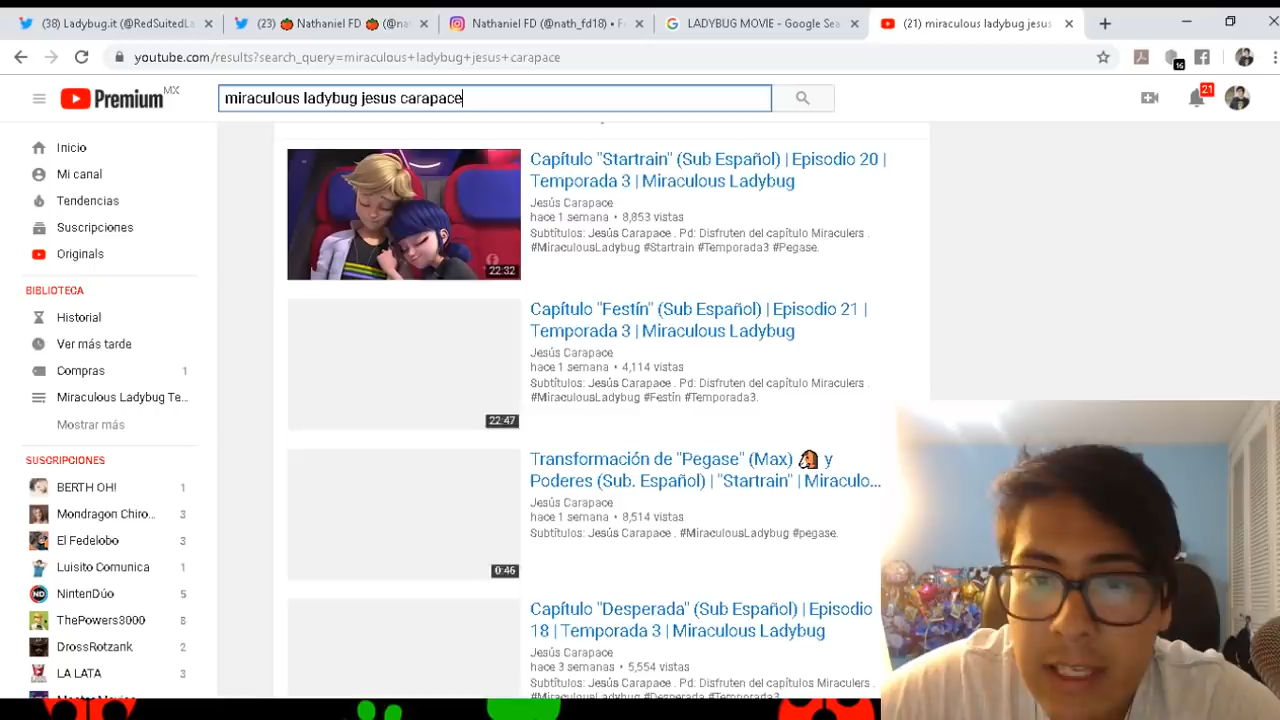 (38) Ladybug.it (@RedSuitedLa
(23) 🍅 Nathaniel FD 🍅 (@na
Nathaniel FD (@nath_fd18) • F
LADYBUG MOVIE - Google Sea
(21) miraculous ladybug jesus
youtube.com/results?search_query=miraculous+ladybug+jesus+carapace
16
Premium MX
miraculous ladybug jesus carapace
21
Inicio
Mi canal
Tendencias
Suscripciones
Originals
BIBLIOTECA
Historial
Ver más tarde
Compras 1
Miraculous Ladybug Te...
Mostrar más
SUSCRIPCIONES
BERTH OH! 1
Mondragon Chiro... 3
El Fedelobo 3
Luisito Comunica 1
NintenDúo 5
ThePowers3000 8
DrossRotzank 2
LA LATA 3
Capítulo "Startrain" (Sub Español) | Episodio 20 |
Temporada 3 | Miraculous Ladybug
Jesús Carapace
hace 1 semana • 8,853 vistas
Subtítulos: Jesús Carapace . Pd: Disfruten del capítulo Miraculers .
#MiraculousLadybug #Startrain #Temporada3 #Pegase.
22:32
Capítulo "Festín" (Sub Español) | Episodio 21 |
Temporada 3 | Miraculous Ladybug
Jesús Carapace
hace 1 semana • 4,114 vistas
Subtítulos: Jesús Carapace . Pd: Disfruten del capítulo Miraculers .
#MiraculousLadybug #Festín #Temporada3.
22:47
Transformación de "Pegase" (Max) 🐴 y
Poderes (Sub. Español) | "Startrain" | Miraculo...
Jesús Carapace
hace 1 semana • 8,514 vistas
Subtítulos: Jesús Carapace . #MiraculousLadybug #pegase.
0:46
Capítulo "Desperada" (Sub Español) | Episodio
18 | Temporada 3 | Miraculous Ladybug
Jesús Carapace
hace 3 semanas • 5,554 vistas
Subtítulos: Jesús Carapace . Pd: Disfruten del capítulo Miraculers .
#MiraculousLadybug #Desperada #Temporada3.